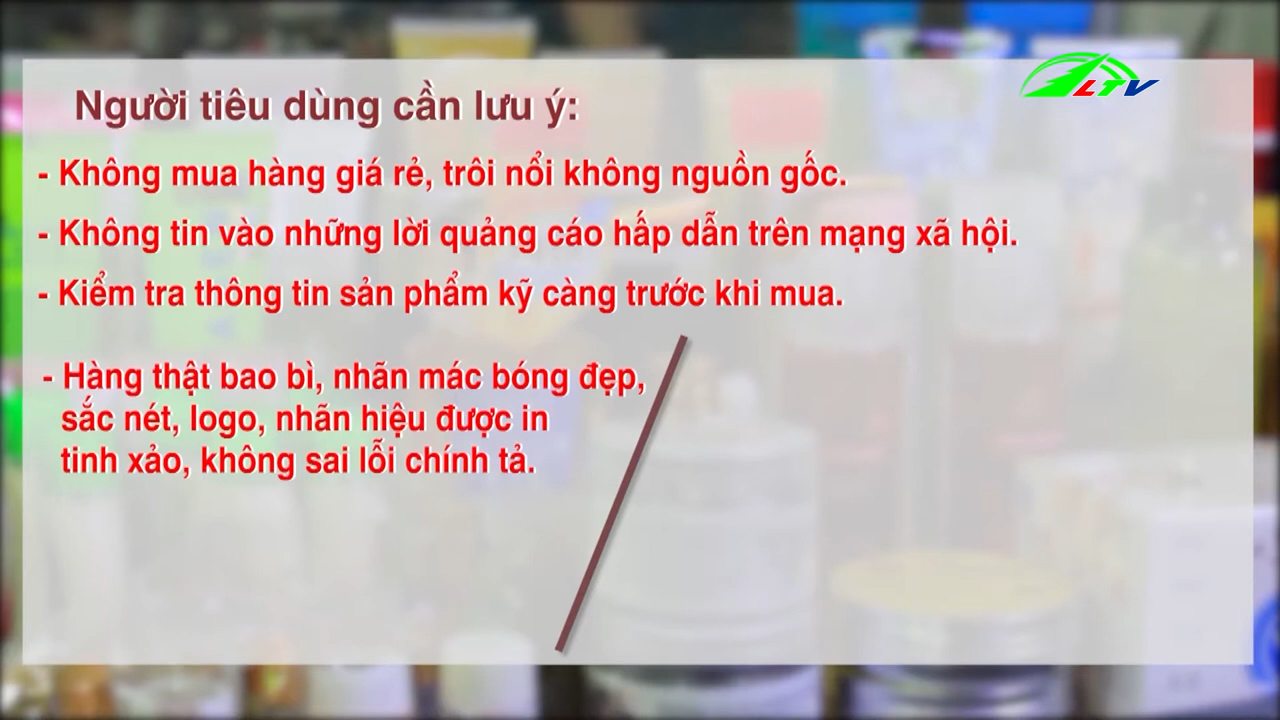 LTV
Người tiêu dùng cần lưu ý:
- Không mua hàng giá rẻ, trôi nổi không nguồn gốc.
- Không tin vào những lời quảng cáo hấp dẫn trên mạng xã hội.
- Kiểm tra thông tin sản phẩm kỹ càng trước khi mua.
- Hàng thật bao bì, nhãn mác bóng đẹp,
sắc nét, logo, nhãn hiệu được in
tinh xảo, không sai lỗi chính tả.